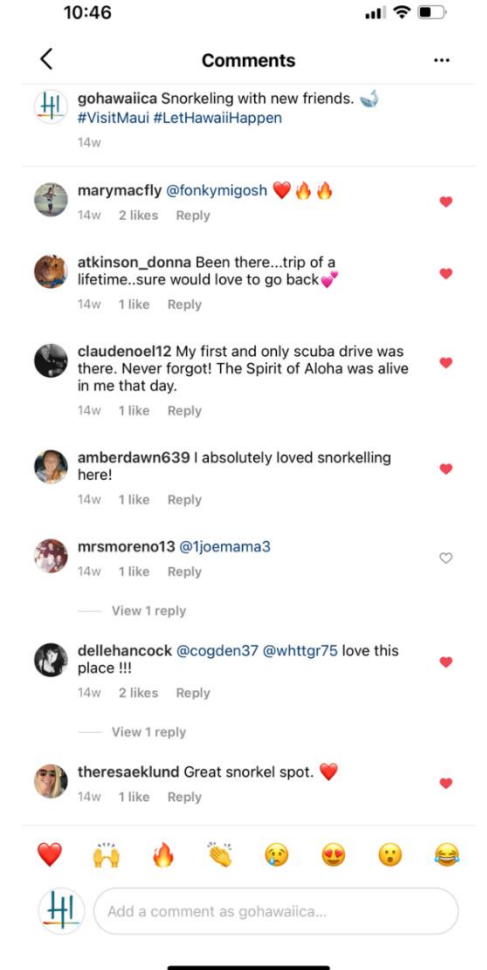 10:46
Comments
gohawaiica Snorkeling with new friends. 🐳
#VisitMaui #LetHawaiiHappen
14w
marymacfly @fonkymigosh ❤️🔥🔥
14w 2 likes Reply
atkinson_donna Been there...trip of a
lifetime..sure would love to go back💕
14w 1 like Reply
claudenoel12 My first and only scuba drive was
there. Never forgot! The Spirit of Aloha was alive
in me that day.
14w 1 like Reply
amberdawn639 I absolutely loved snorkelling
here!
14w 1 like Reply
mrsmoreno13 @1joemama3
14w 1 like Reply
View 1 reply
dellehancock @cogden37 @whttgr75 love this
place !!!
14w 2 likes Reply
View 1 reply
theresaeklund Great snorkel spot. ❤️
14w 1 like Reply
Add a comment as gohawaiica...